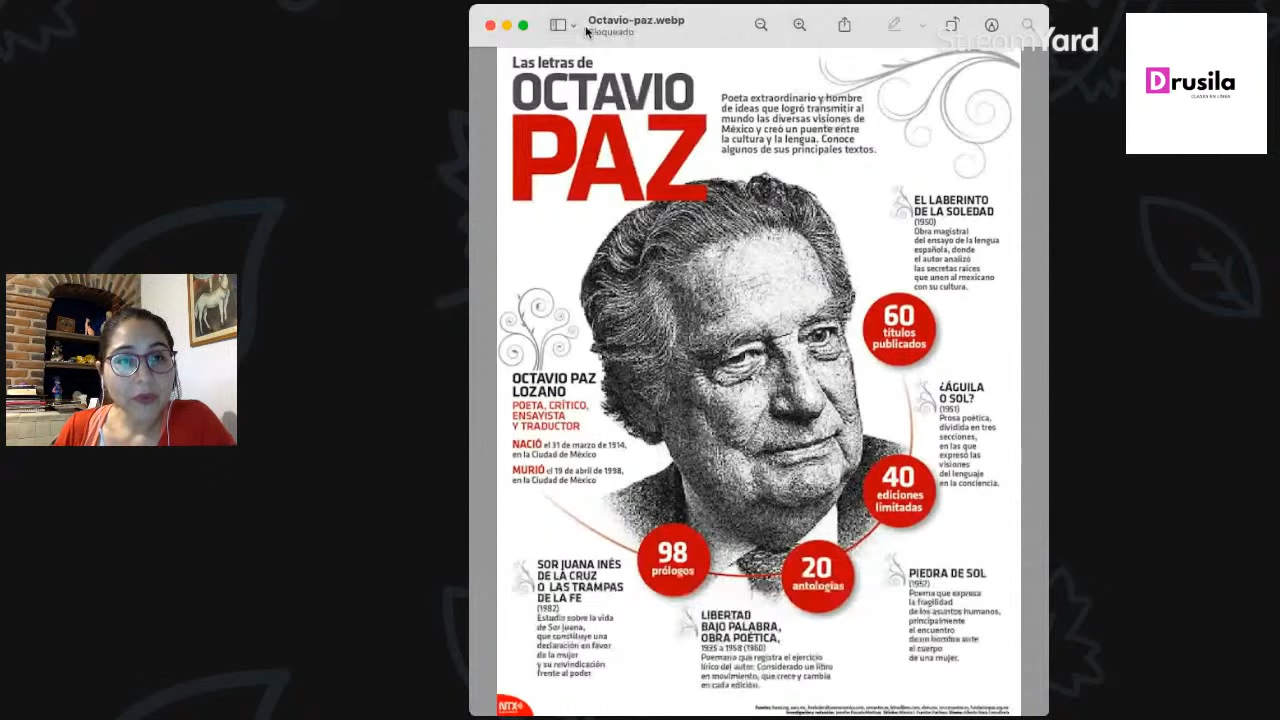 Octavio-paz.webp
Bloqueado
StreamYard
Drusila
CLASES EN LÍNEA
Las letras de
OCTAVIO
PAZ
Poeta extraordinario y hombre
de ideas que logró transmitir al
mundo las diversas visiones de
México y creó un puente entre
la cultura y la lengua. Conoce
algunos de sus principales textos.
EL LABERINTO
DE LA SOLEDAD
(1950)
Obra magistral
del ensayo de la lengua
española, donde
el autor analizó
las secretas raíces
que unen al mexicano
con su cultura.
60
títulos
publicados
OCTAVIO PAZ
LOZANO
POETA, CRÍTICO,
ENSAYISTA
Y TRADUCTOR
NACIÓ el 31 de marzo de 1914,
en la Ciudad de México
MURIÓ el 19 de abril de 1998,
en la Ciudad de México
¿ÁGUILA
O SOL?
(1951)
Prosa poética,
dividida en tres
secciones,
en las que
expresó las
visiones
del lenguaje
en la conciencia.
40
ediciones
limitadas
98
prólogos
20
antologías
SOR JUANA INÉS
DE LA CRUZ
O LAS TRAMPAS
DE LA FE
(1982)
Estudio sobre la vida
de Sor Juana,
que constituye una
declaración en favor
de la mujer
y su reivindicación
frente al poder.
LIBERTAD
BAJO PALABRA,
OBRA POÉTICA,
1935 a 1958 (1960)
Poemario que registra el ejercicio
lírico del autor. Considerado un libro
en movimiento, que crece y cambia
en cada edición.
PIEDRA DE SOL
(1957)
Poema que expresa
la fragilidad
de los asuntos humanos,
principalmente
el encuentro
de un hombre ante
el cuerpo
de una mujer.
NTX